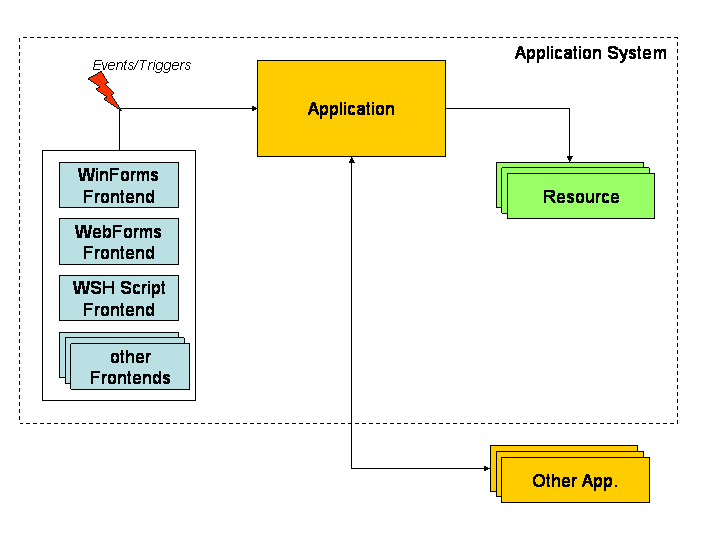 Application System
Events/Triggers
Application
WinForms
Frontend
WebForms
Frontend
WSH Script
Frontend
other
Frontends
Resource
Other App.